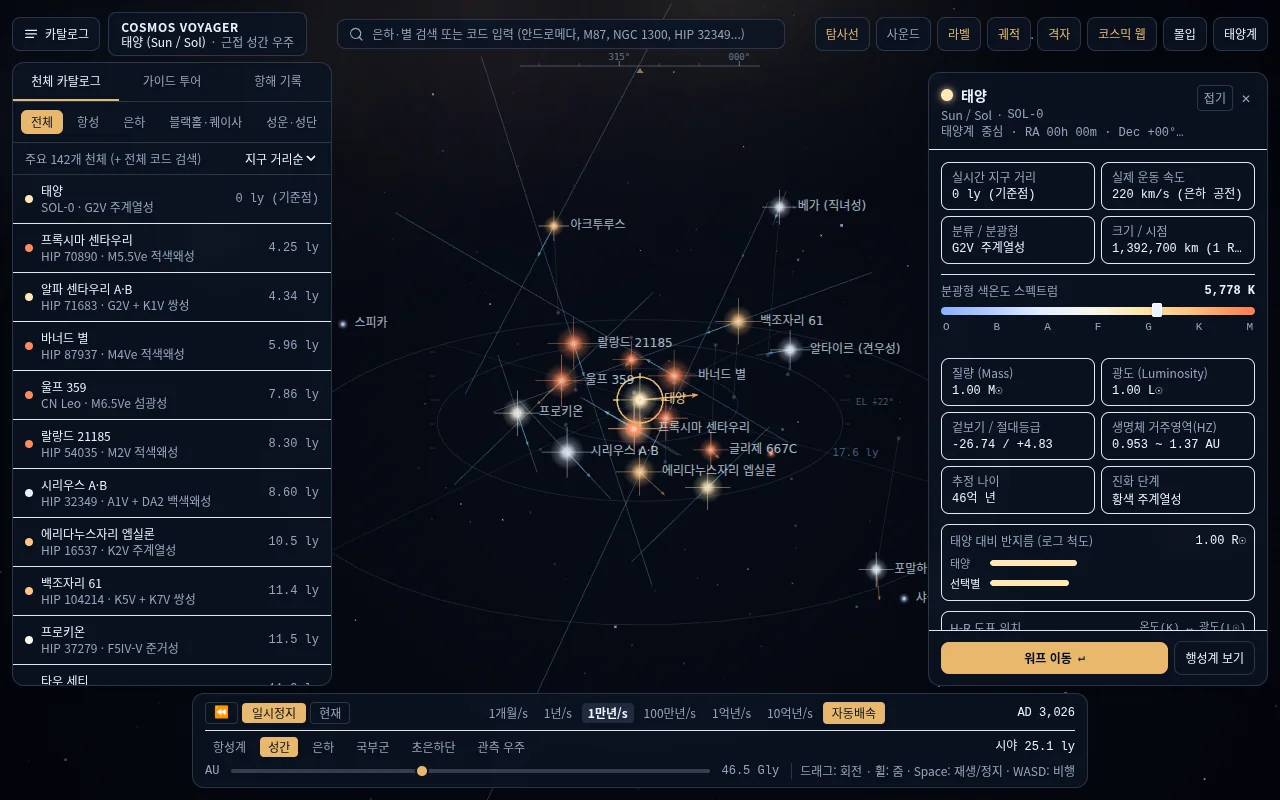 카탈로그
COSMOS VOYAGER
태양 (Sun / Sol) · 근접 성간 우주
은하·별 검색 또는 코드 입력 (안드로메다, M87, NGC 1300, HIP 32349...)
탐사선
사운드
라벨
궤적
격자
코스믹 웹
몰입
태양계
315°
000°
천체 카탈로그
가이드 투어
항해 기록
전체
항성
은하
블랙홀·퀘이사
성운·성단
주요 142개 천체 (+ 전체 코드 검색)
지구 거리순
태양
SOL-0 · G2V 주계열성
0 ly (기준점)
프록시마 센타우리
HIP 70890 · M5.5Ve 적색왜성
4.25 ly
알파 센타우리 A·B
HIP 71683 · G2V + K1V 쌍성
4.34 ly
바너드 별
HIP 87937 · M4Ve 적색왜성
5.96 ly
울프 359
CN Leo · M6.5Ve 섬광성
7.86 ly
랄랑드 21185
HIP 54035 · M2V 적색왜성
8.30 ly
시리우스 A·B
HIP 32349 · A1V + DA2 백색왜성
8.60 ly
에리다누스자리 엡실론
HIP 16537 · K2V 주계열성
10.5 ly
백조자리 61
HIP 104214 · K5V + K7V 쌍성
11.4 ly
프로키온
HIP 37279 · F5IV-V 준거성
11.5 ly
타우 세티
아크투루스
베가 (직녀성)
스피카
랄랑드 21185
백조자리 61
알타이르 (견우성)
울프 359
바너드 별
태양
EL +22°
프로키온
프록시마 센타우리
시리우스 A·B
글리제 667C
17.6 ly
에리다누스자리 엡실론
포말하
샤
태양
접기
×
Sun / Sol · SOL-0
태양계 중심 · RA 00h 00m · Dec +00°…
실시간 지구 거리
0 ly (기준점)
실제 운동 속도
220 km/s (은하 공전)
분류 / 분광형
G2V 주계열성
크기 / 시점
1,392,700 km (1 R…
분광형 색온도 스펙트럼
5,778 K
O B A F G K M
질량 (Mass)
1.00 M☉
광도 (Luminosity)
1.00 L☉
겉보기 / 절대등급
-26.74 / +4.83
생명체 거주영역(HZ)
0.953 ~ 1.37 AU
추정 나이
46억 년
진화 단계
황색 주계열성
태양 대비 반지름 (로그 척도)
1.00 R☉
태양
선택별
H-R 도표 위치
온도(K) ↔ 광도(L☉)
워프 이동 ↵
행성계 보기
⏪
일시정지
현재
1개월/s
1년/s
1만년/s
100만년/s
1억년/s
10억년/s
자동배속
AD 3,026
항성계
성간
은하
국부군
초은하단
관측 우주
시야 25.1 ly
AU
46.5 Gly
드래그: 회전 · 휠: 줌 · Space: 재생/정지 · WASD: 비행